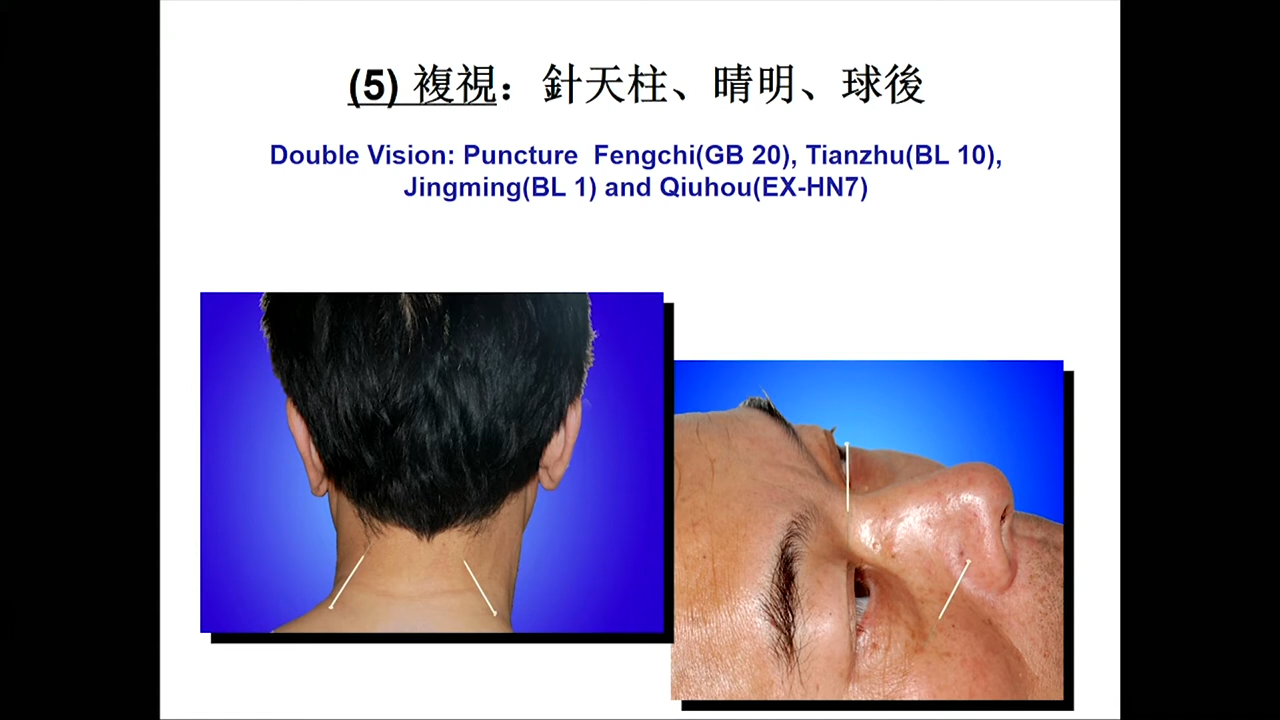 (5) 複視：針天柱、晴明、球後
Double Vision: Puncture Fengchi(GB 20), Tianzhu(BL 10),
Jingming(BL 1) and Qiuhou(EX-HN7)